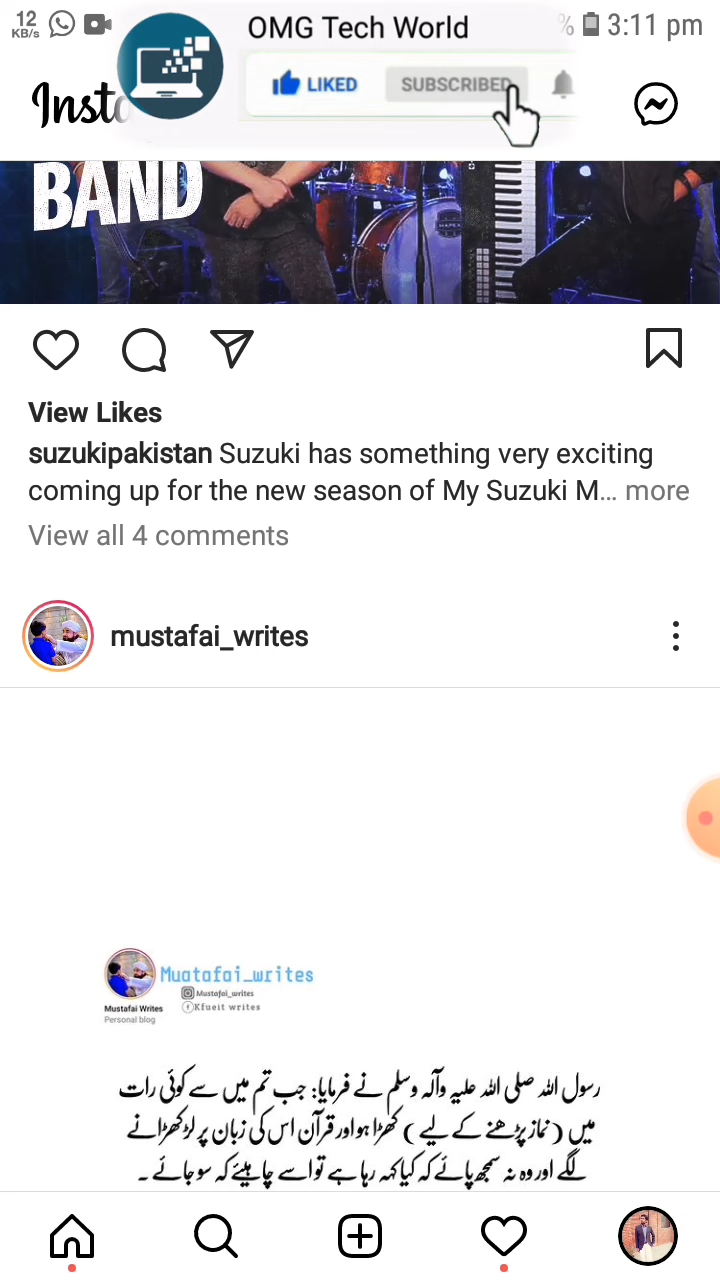 12
KB/s
OMG Tech World
% 3:11 pm
LIKED
SUBSCRIBED
Insta
BAND
View Likes
suzukipakistan Suzuki has something very exciting
coming up for the new season of My Suzuki M... more
View all 4 comments
mustafai_writes
Muatafai_writes
Mustafai_writes
Kfueit writes
Mustafai Writes
Personal blog
رسول اللہ صلی اللہ علیہ وآلہ وسلم نے فرمایا: جب تم میں سے کوئی رات
میں (نماز پڑھنے کے لیے) کھڑا ہو اور قرآن اس کی زبان پر لڑکھڑانے
لگے اور وہ نہ سمجھ پائے کہ کیا کہہ رہا ہے تو اسے چاہیئے کہ سو جائے۔